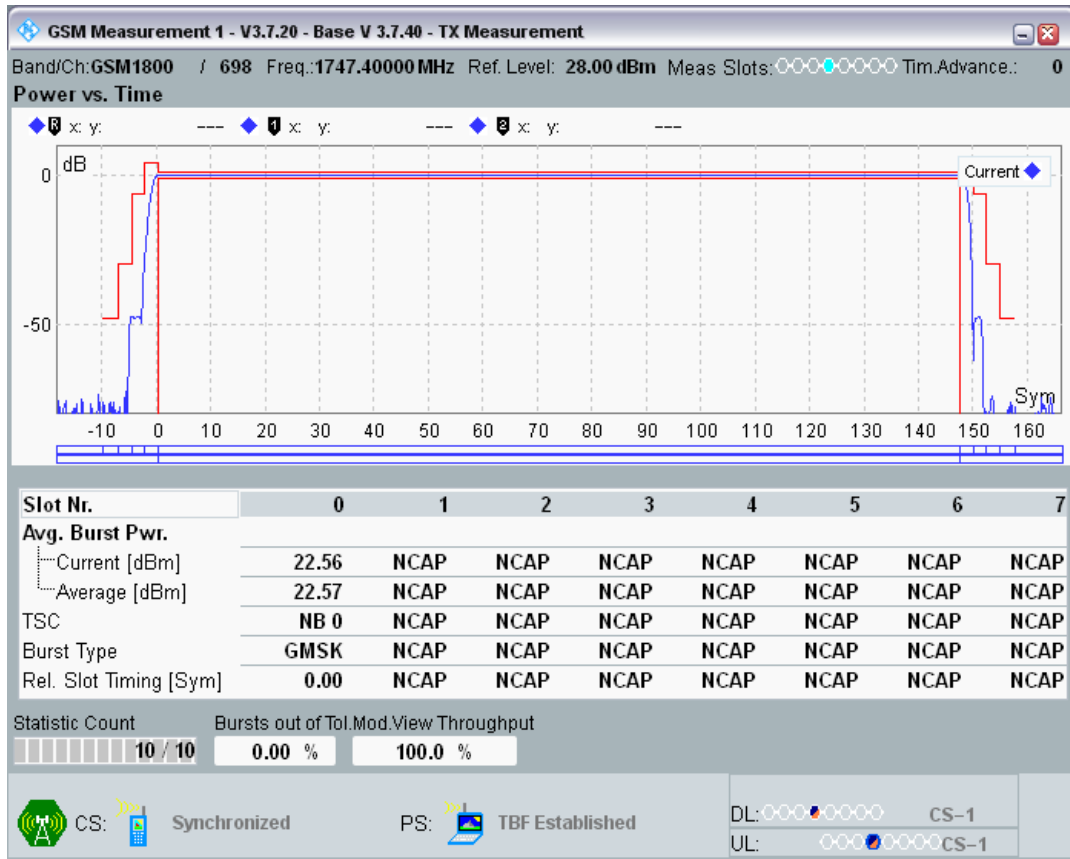 GSM Measurement 1 - V3.7.20 - Base V 3.7.40 - TX Measurement
Band/Ch:GSM1800 / 698 Freq.:1747.40000 MHz Ref. Level: 28.00 dBm Meas Slots: Tim.Advance.: 0
Power vs. Time
R x: y: --- 1 x: y: --- 2 x: y: ---
dB
Current
0
-50
Sym
-10 0 10 20 30 40 50 60 70 80 90 100 110 120 130 140 150 160
Slot Nr. 0 1 2 3 4 5 6 7
Avg. Burst Pwr.
Current [dBm] 22.56 NCAP NCAP NCAP NCAP NCAP NCAP NCAP
Average [dBm] 22.57 NCAP NCAP NCAP NCAP NCAP NCAP NCAP
TSC NB 0 NCAP NCAP NCAP NCAP NCAP NCAP NCAP
Burst Type GMSK NCAP NCAP NCAP NCAP NCAP NCAP NCAP
Rel. Slot Timing [Sym] 0.00 NCAP NCAP NCAP NCAP NCAP NCAP NCAP
Statistic Count Bursts out of Tol.Mod.View Throughput
10 / 10 0.00 % 100.0 %
CS: Synchronized PS: TBF Established
DL: CS-1
UL: CS-1